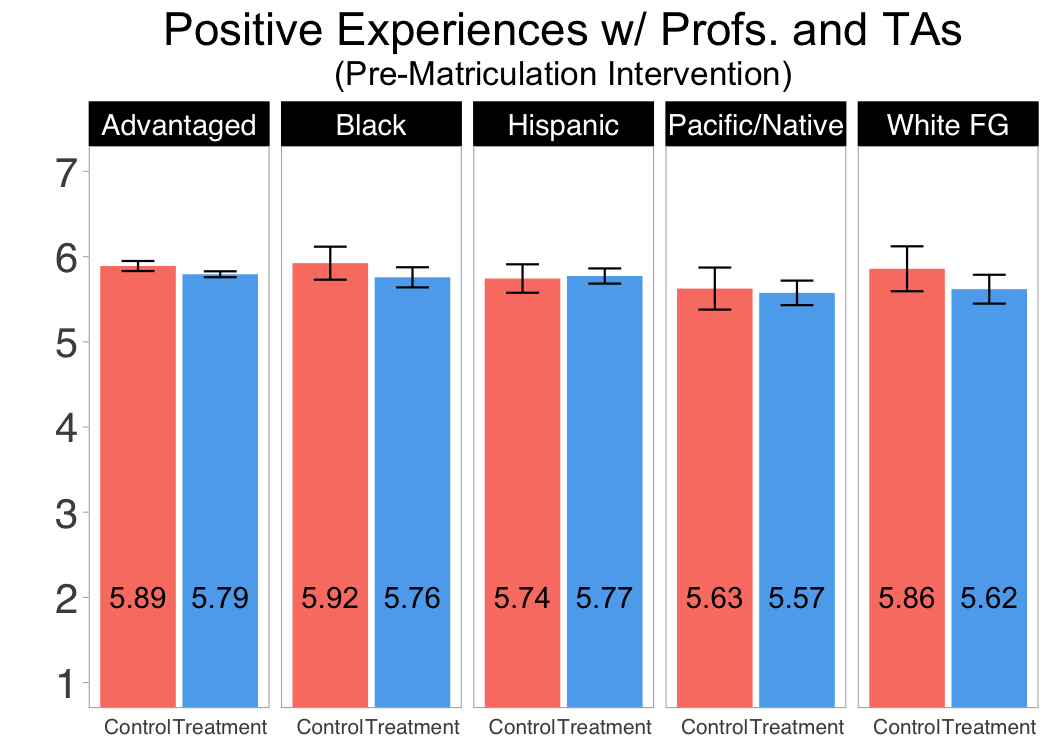 Positive Experiences w/ Profs. and TAs
(Pre-Matriculation Intervention)
Advantaged Black Hispanic Pacific/Native White FG
7
6
5
4
3
2
1
5.89 5.79 5.92 5.76 5.74 5.77 5.63 5.57 5.86 5.62
Control Treatment Control Treatment Control Treatment Control Treatment Control Treatment